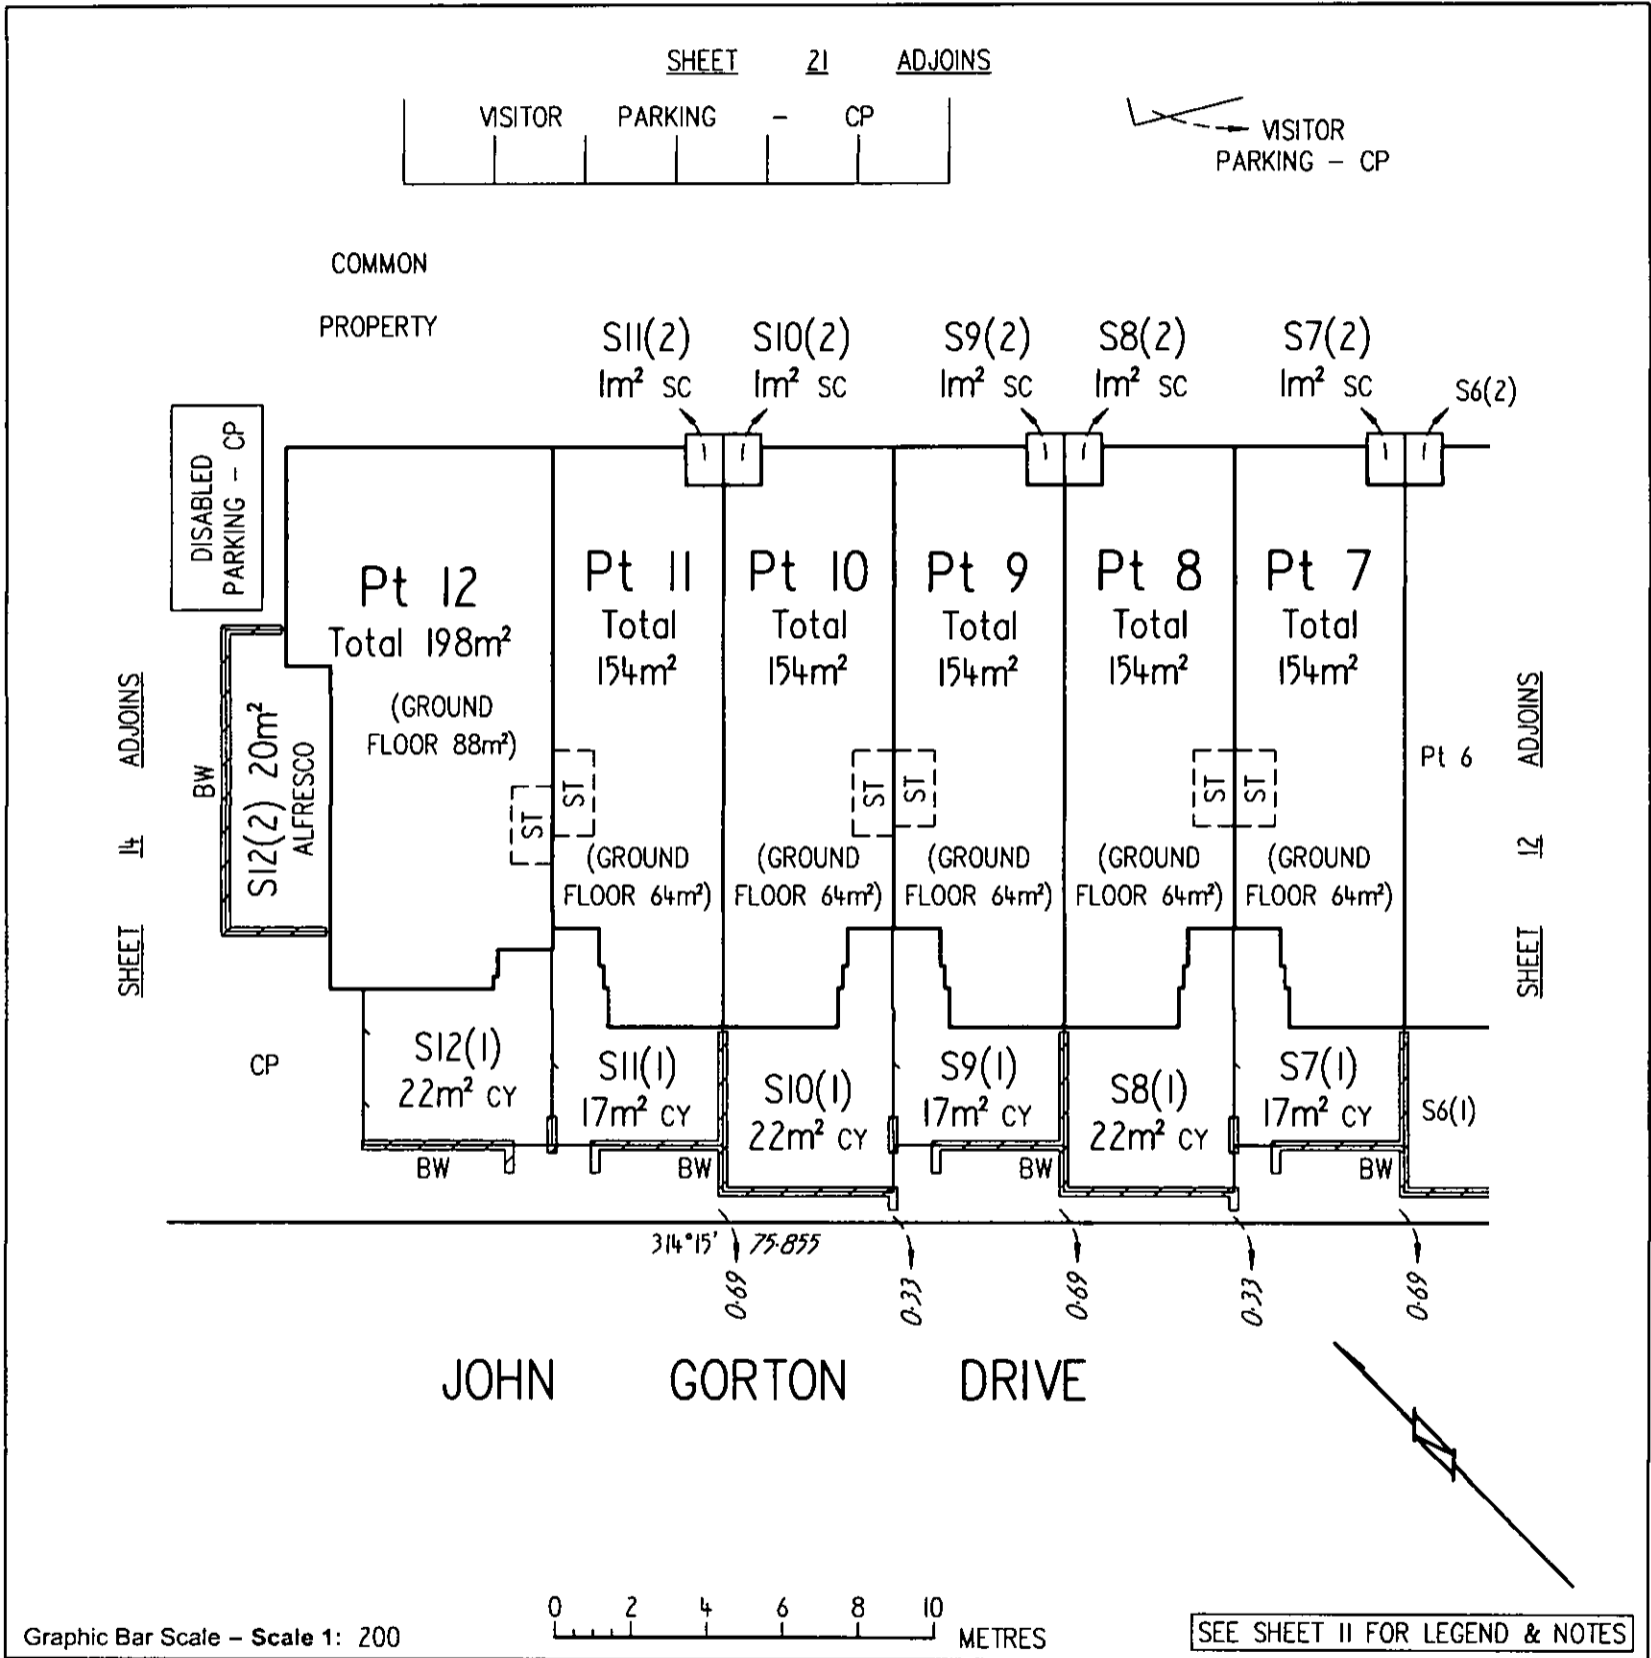 SHEET 21 ADJOINS
VISITOR PARKING - CP
VISITOR
PARKING - CP
COMMON
PROPERTY
S11(2)
1m² SC
S10(2)
1m² SC
S9(2)
1m² SC
S8(2)
1m² SC
S7(2)
1m² SC
S6(2)
DISABLED
PARKING - CP
Pt 12
Total 198m²
(GROUND
FLOOR 88m²)
Pt 11
Total
154m²
Pt 10
Total
154m²
Pt 9
Total
154m²
Pt 8
Total
154m²
Pt 7
Total
154m²
Pt 6
SHEET 14 ADJOINS
BW
S12(2) 20m²
ALFRESCO
ST
ST
ST
ST
ST
ST
(GROUND
FLOOR 64m²)
(GROUND
FLOOR 64m²)
(GROUND
FLOOR 64m²)
(GROUND
FLOOR 64m²)
(GROUND
FLOOR 64m²)
SHEET 12 ADJOINS
CP
S12(1)
22m² CY
S11(1)
17m² CY
S10(1)
22m² CY
S9(1)
17m² CY
S8(1)
22m² CY
S7(1)
17m² CY
S6(1)
BW
BW
BW
BW
314°15' 75·855
0·69
0·33
0·69
0·33
0·69
JOHN GORTON DRIVE
0 2 4 6 8 10
METRES
Graphic Bar Scale – Scale 1: 200
SEE SHEET 11 FOR LEGEND & NOTES